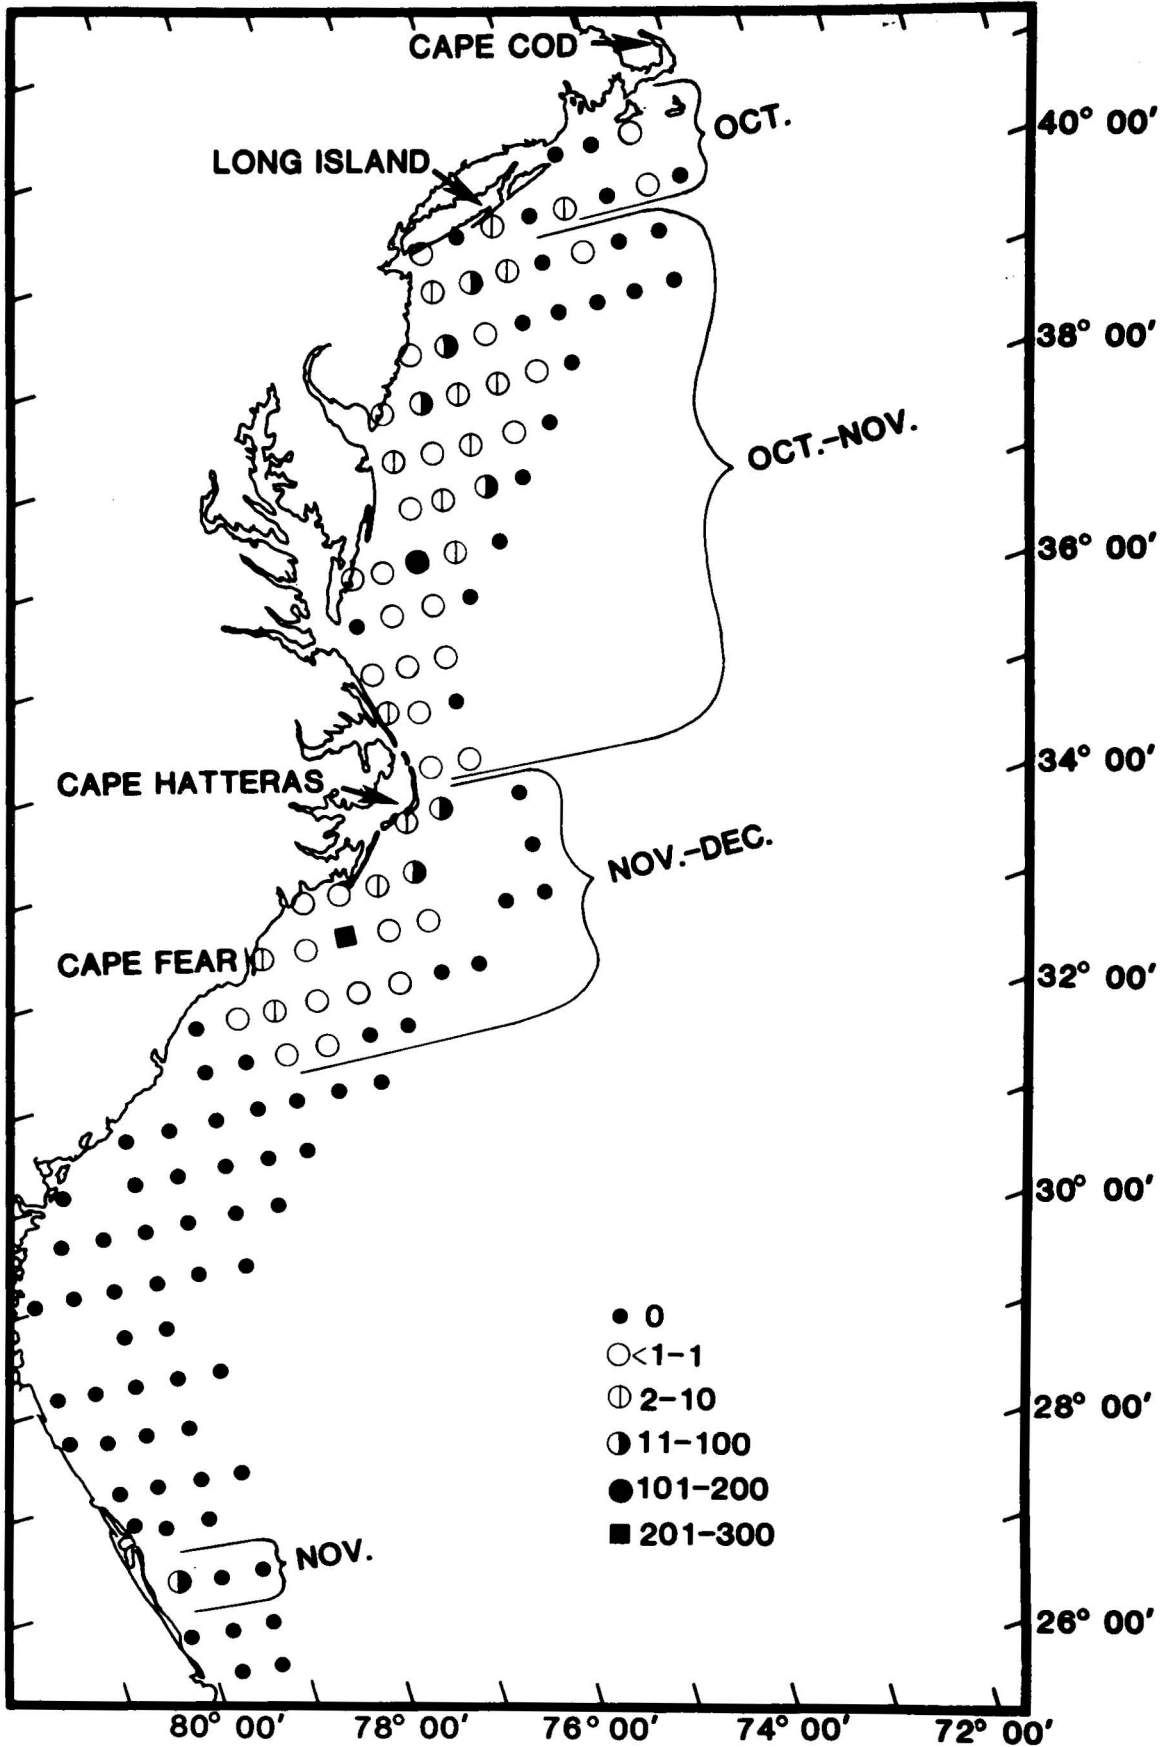 CAPE COD
OCT.
40° 00'
LONG ISLAND
38° 00'
OCT.-NOV.
36° 00'
34° 00'
CAPE HATTERAS
NOV.-DEC.
CAPE FEAR
32° 00'
30° 00'
0
<1-1
2-10
28° 00'
11-100
101-200
201-300
NOV.
26° 00'
80° 00' 78° 00' 76° 00' 74° 00' 72° 00'